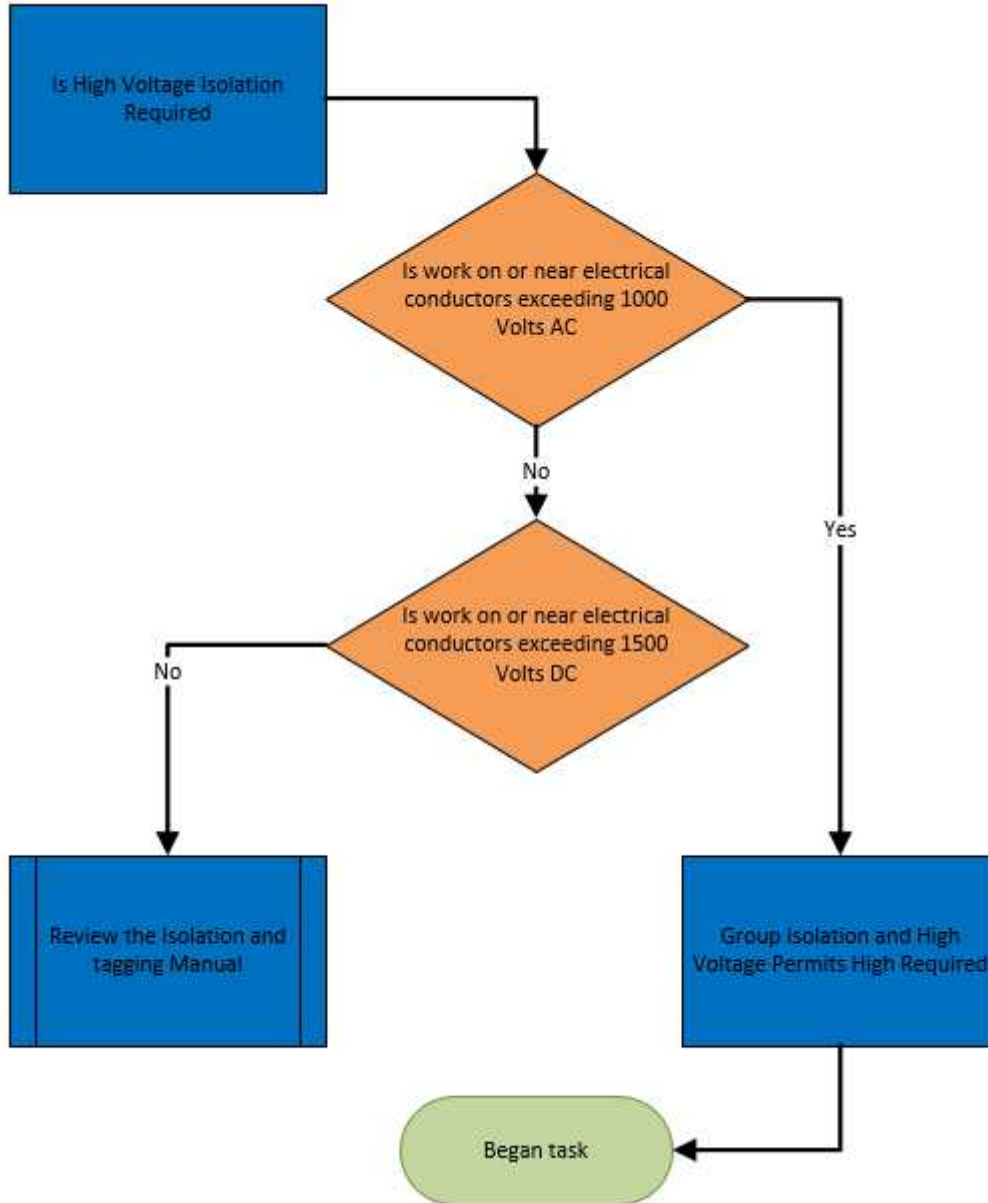 Is High Voltage Isolation
Required
Is work on or near electrical
conductors exceeding 1000
Volts AC
No
Yes
Is work on or near electrical
conductors exceeding 1500
Volts DC
No
Review the Isolation and
tagging Manual
Group Isolation and High
Voltage Permits High Required
Began task